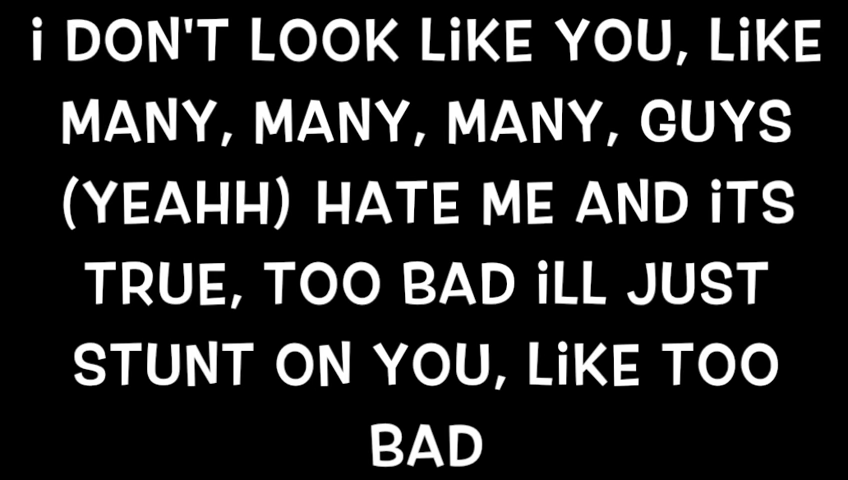 i DON'T LOOK LiKE YOU, LiKE
MANY, MANY, MANY, GUYS
(YEAHH) HATE ME AND iTS
TRUE, TOO BAD iLL JUST
STUNT ON YOU, LiKE TOO
BAD